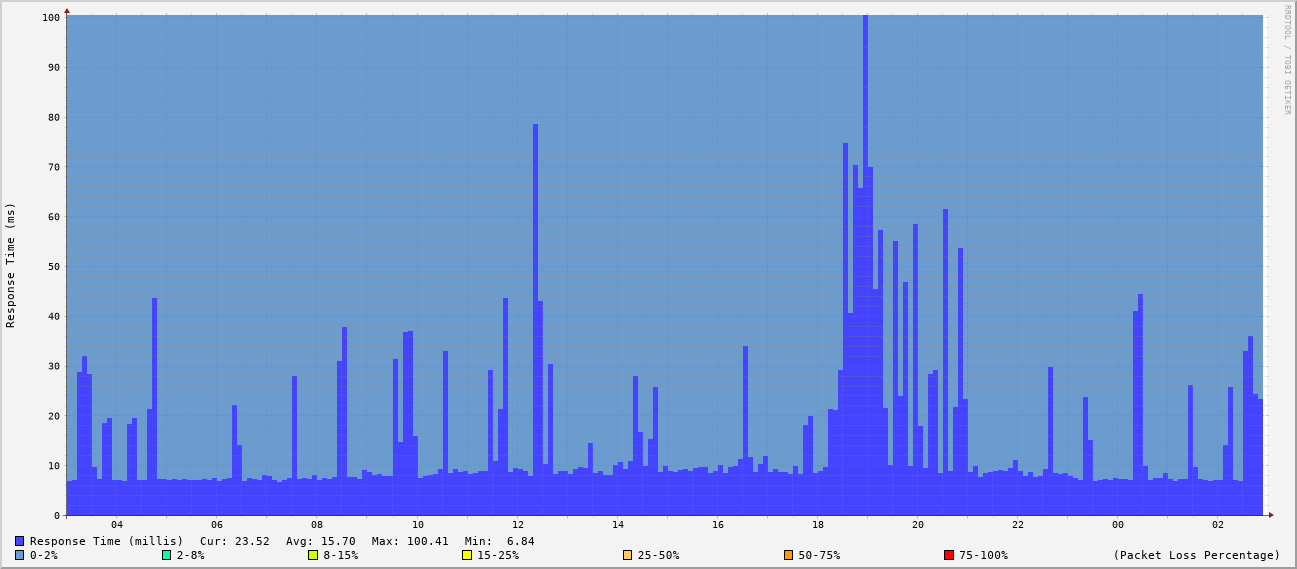 RRDTOOL / TOBI OETIKER
Response Time (ms)
100
90
80
70
60
50
40
30
20
10
0
04 06 08 10 12 14 16 18 20 22 00 02
Response Time (millis) Cur: 23.52 Avg: 15.70 Max: 100.41 Min: 6.84
0-2% 2-8% 8-15% 15-25% 25-50% 50-75% 75-100% (Packet Loss Percentage)